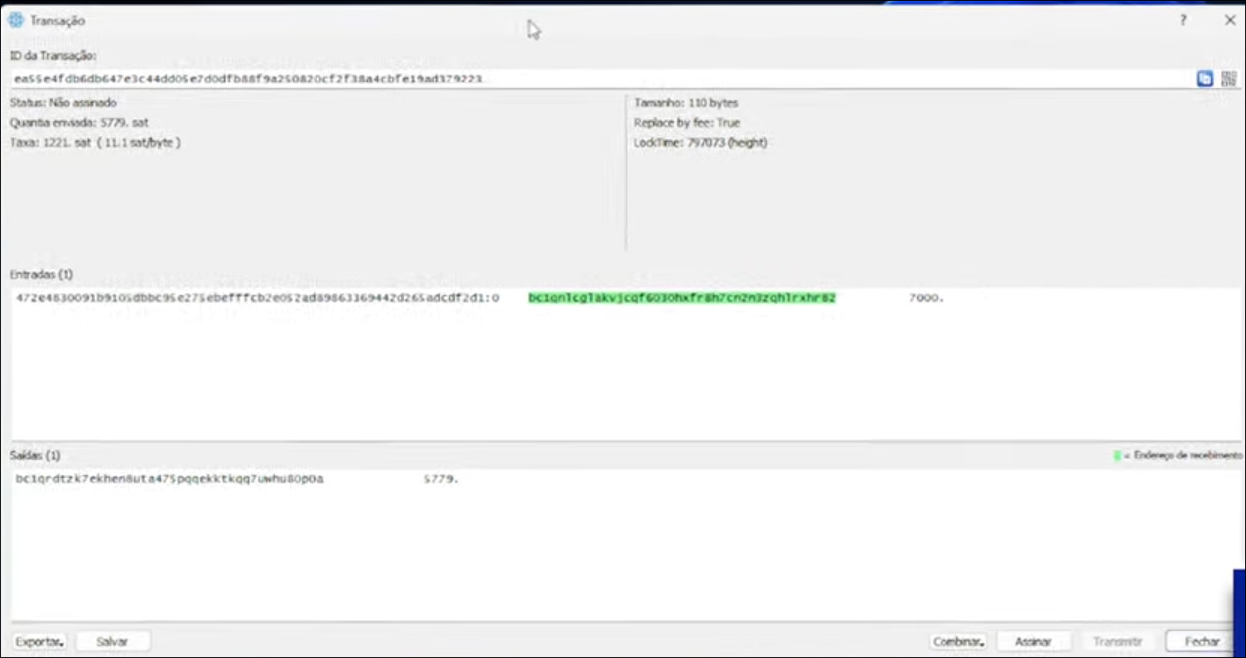 Transação
ID da Transação:
ea55e4fdb6db647e3c44dd05e7d0dfb88f9a250820cf2f38a4cbfe19ad379223
Status: Não assinado
Quantia enviada: 5779. sat
Taxa: 1221. sat ( 11.1 sat/byte )
Tamanho: 110 bytes
Replace by fee: True
LockTime: 797073 (height)
Entradas (1)
472e4830091b9105dbbc95e275ebefffcb2e052ad89863369442d265adcdf2d1:0 bc1qnlcglakvjcqf6030hxfr8h7cn2n3zqhlrxhr82 7000.
Saídas (1)
= Endereço de recebimento
bc1qrdtzk7ekhen8uta475pqqekktkqq7uwhu80p0a 5779.
Exportar Salvar Combinar Assinar Transmitir Fechar